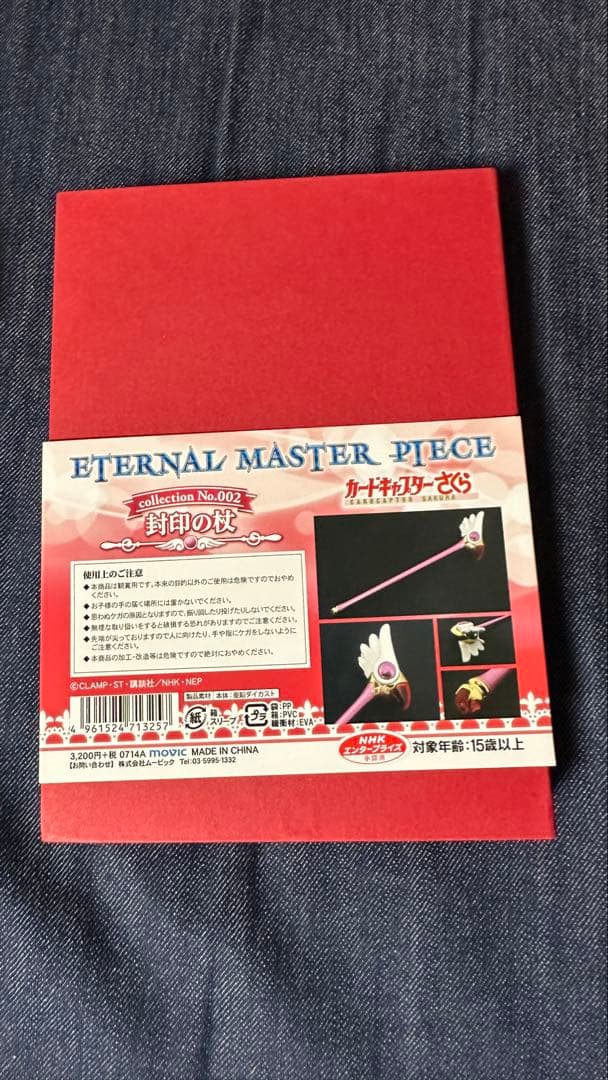 ETERNAL MASTER PIECE
collection No.002
封印の杖
カードキャプターさくら
CARDCAPTOR SAKURA
使用上のご注意
◆本商品は観賞用です。本来の目的以外のご使用は危険ですのでおやめ
ください。
◆お子様の手の届く場所には置かないでください。
◆思わぬケガの原因となりますので、振り回したり投げたりしないでください。
◆無理な取り扱いをすると破損する恐れがありますのでご注意ください。
◆先端が尖っておりますので人に向けたり、手や指にケガをしないように
ご注意ください。
◆本商品の加工・改造等は危険ですので絶対におやめください。
©CLAMP・ST・講談社/NHK・NEP
4 961524 713257
製品素材 本体:亜鉛ダイカスト
紙 箱
スリーブ
プラ 袋:PP
箱:PVC
緩衝材:EVA
3,200円+税 0714A movic MADE IN CHINA
【お問い合わせ】 株式会社ムービック Tel:03-5995-1332
NHK
エンタープライズ
承認済
対象年齢:15歳以上